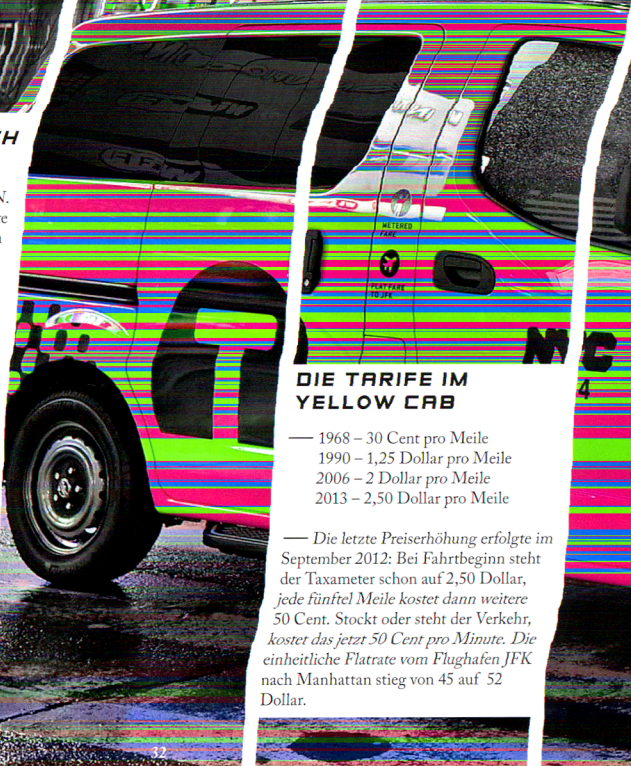 H
N.
METERED
FARE
FLAT FARE
TO JFK
T
NYC
4
DIE TARIFE IM
YELLOW CAB
— 1968 – 30 Cent pro Meile
1990 – 1,25 Dollar pro Meile
2006 – 2 Dollar pro Meile
2013 – 2,50 Dollar pro Meile
— Die letzte Preiserhöhung erfolgte im
September 2012: Bei Fahrtbeginn steht
der Taxameter schon auf 2,50 Dollar,
jede fünftel Meile kostet dann weitere
50 Cent. Stockt oder steht der Verkehr,
kostet das jetzt 50 Cent pro Minute. Die
einheitliche Flatrate vom Flughafen JFK
nach Manhattan stieg von 45 auf 52
Dollar.
32